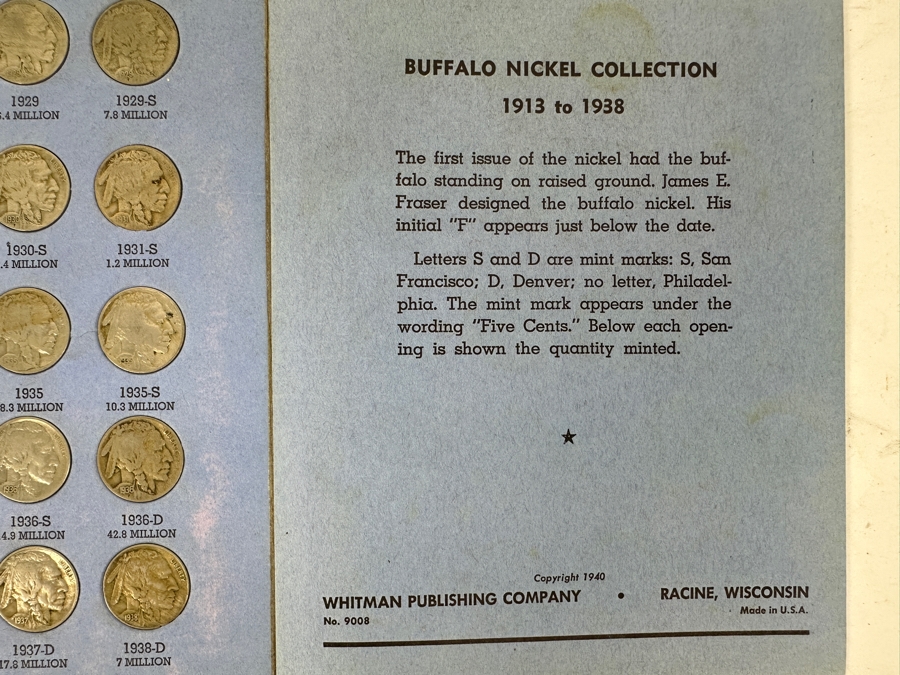 1929
.4 MILLION
1929-S
7.8 MILLION
1930-S
.4 MILLION
1931-S
1.2 MILLION
1935
8.3 MILLION
1935-S
10.3 MILLION
1936-S
4.9 MILLION
1936-D
42.8 MILLION
1937-D
17.8 MILLION
1938-D
7 MILLION
BUFFALO NICKEL COLLECTION
1913 to 1938
The first issue of the nickel had the buf-
falo standing on raised ground. James E.
Fraser designed the buffalo nickel. His
initial "F" appears just below the date.
Letters S and D are mint marks: S, San
Francisco; D, Denver; no letter, Philadel-
phia. The mint mark appears under the
wording "Five Cents." Below each open-
ing is shown the quantity minted.
Copyright 1940
WHITMAN PUBLISHING COMPANY • RACINE, WISCONSIN
No. 9008
Made in U.S.A.